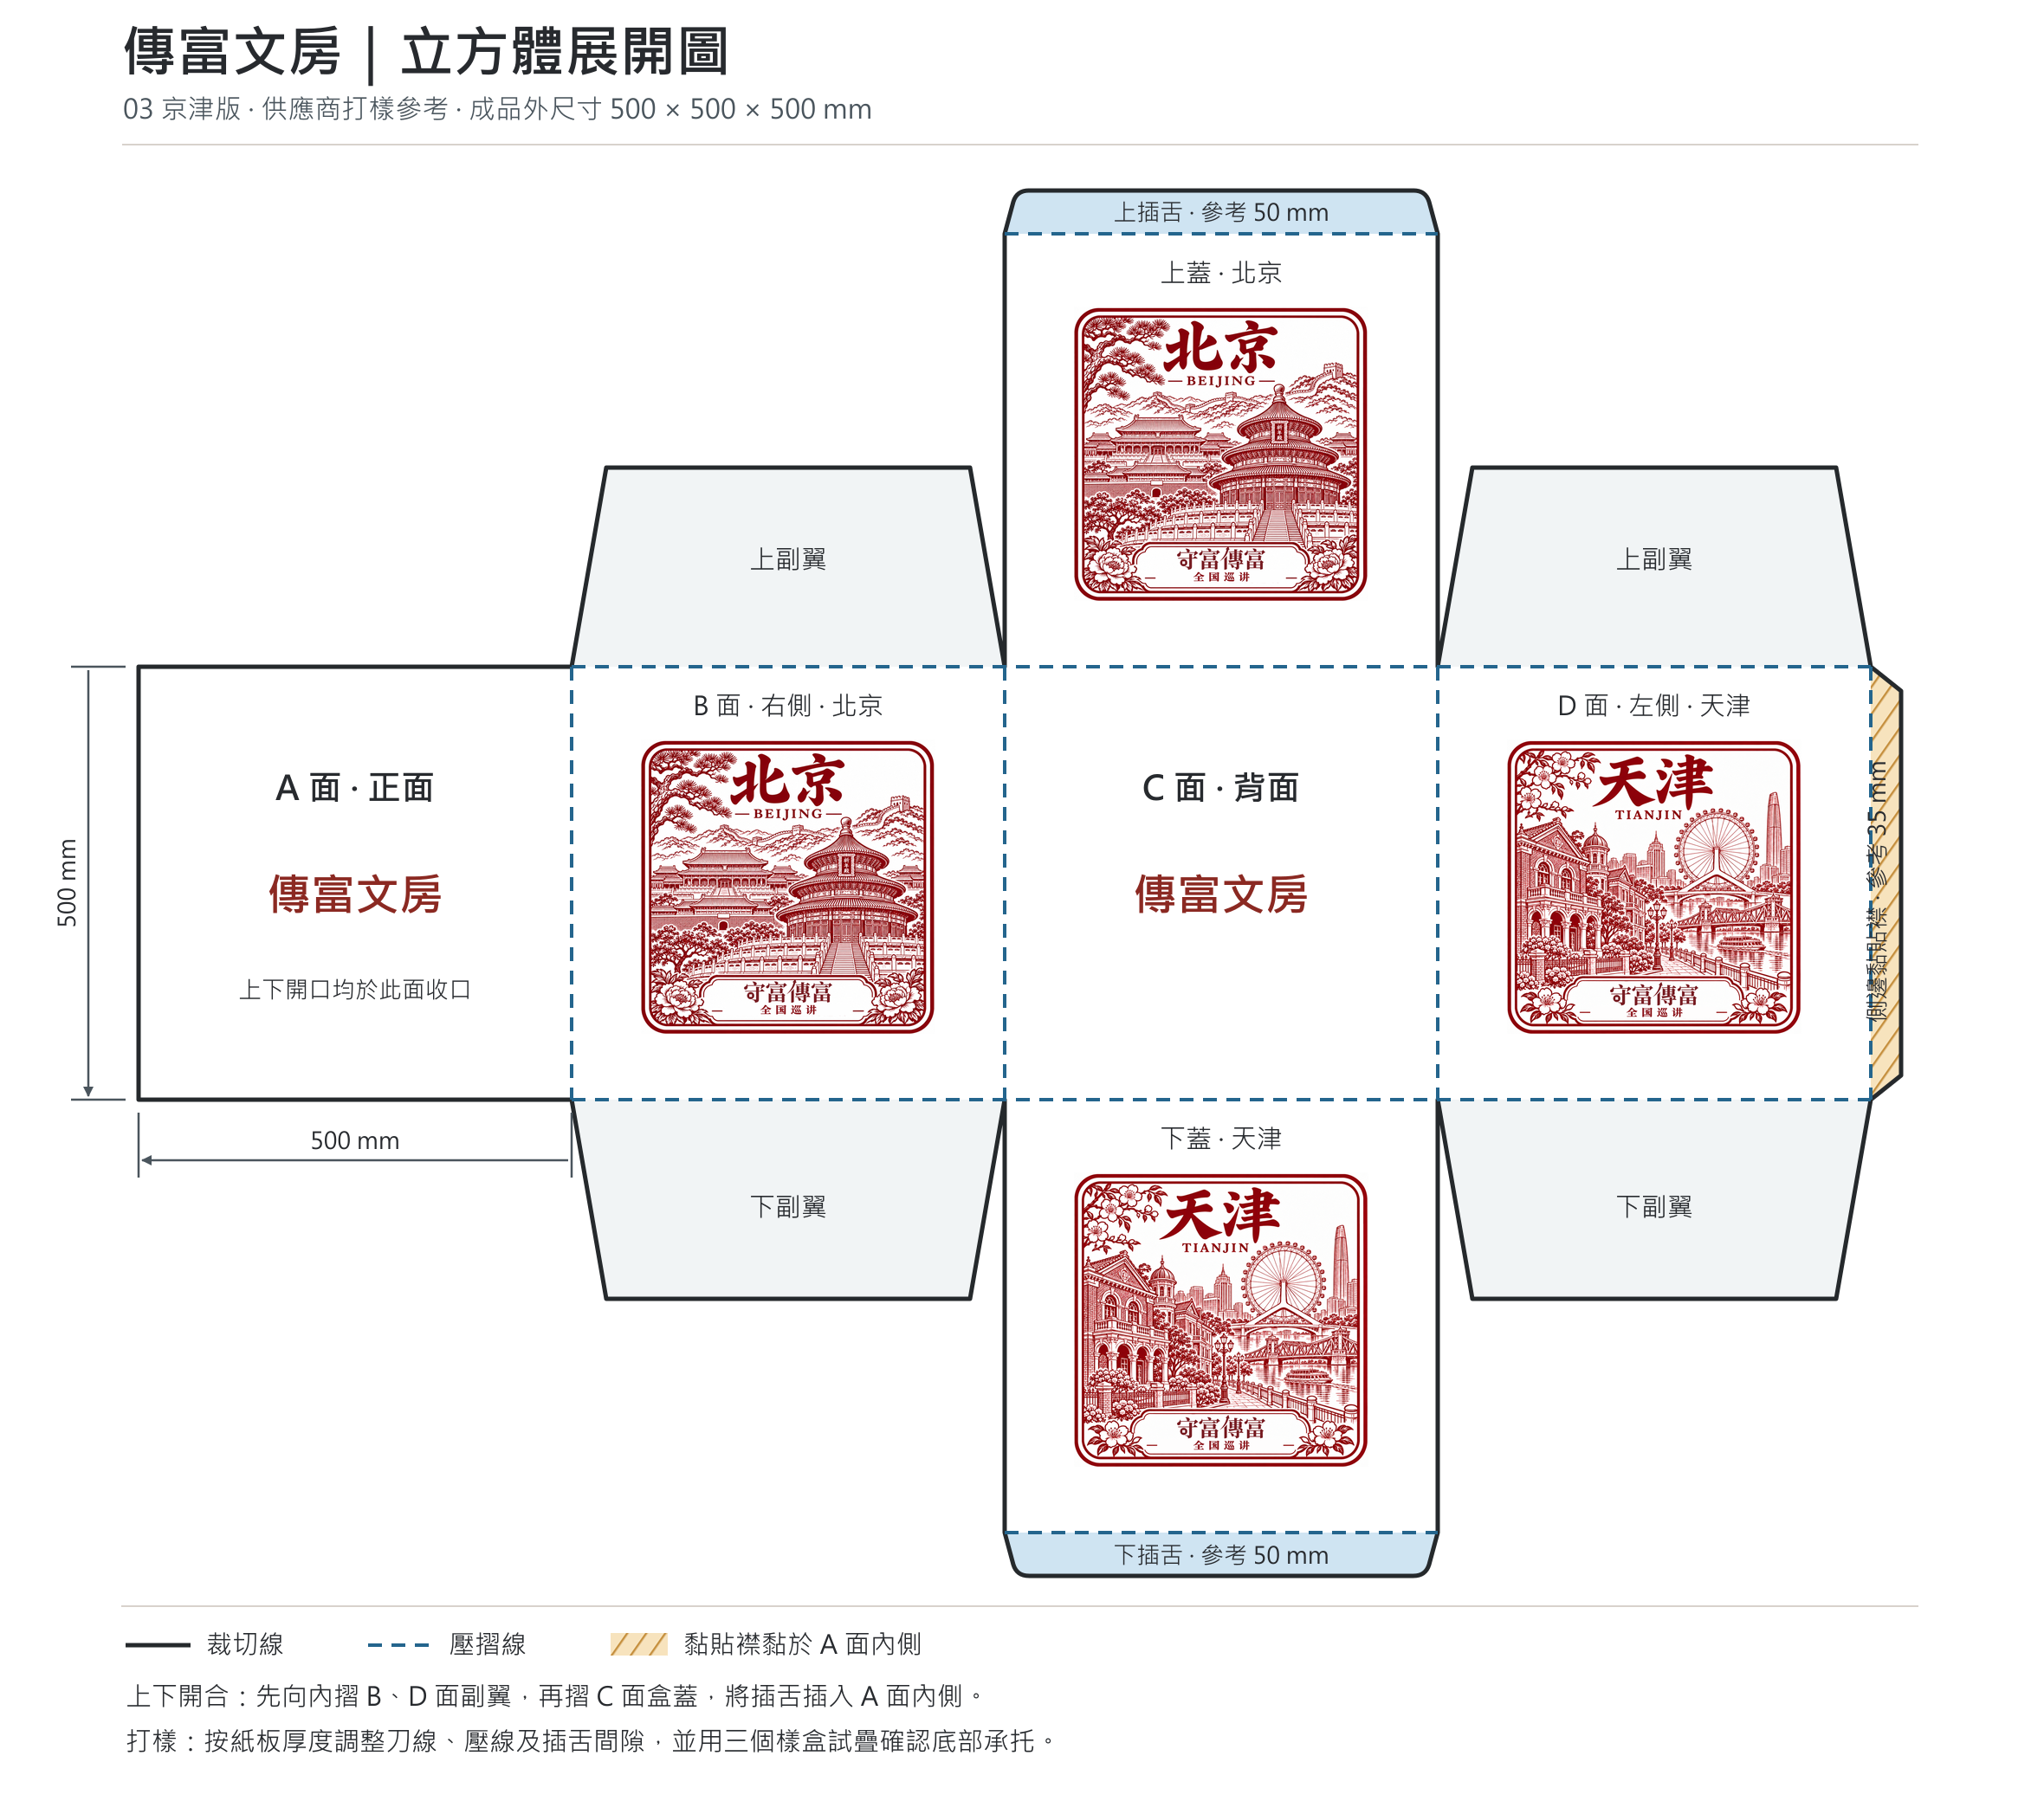 傳富文房｜立方體展開圖
03 京津版 · 供應商打樣參考 · 成品外尺寸 500 × 500 × 500 mm
上插舌 · 參考 50 mm
上蓋 · 北京
北京
BEIJING
守富傳富
全国巡讲
上副翼
上副翼
500 mm
A 面 · 正面
傳富文房
上下開口均於此面收口
B 面 · 右側 · 北京
北京
BEIJING
守富傳富
全国巡讲
C 面 · 背面
傳富文房
D 面 · 左側 · 天津
天津
TIANJIN
守富傳富
全国巡讲
側邊黏貼襟 · 參考 35 mm
500 mm
下副翼
下蓋 · 天津
天津
TIANJIN
守富傳富
全国巡讲
下副翼
下插舌 · 參考 50 mm
裁切線
壓摺線
黏貼襟黏於 A 面內側
上下開合：先向內摺 B、D 面副翼，再摺 C 面盒蓋，將插舌插入 A 面內側。
打樣：按紙板厚度調整刀線、壓線及插舌間隙，並用三個樣盒試疊確認底部承托。